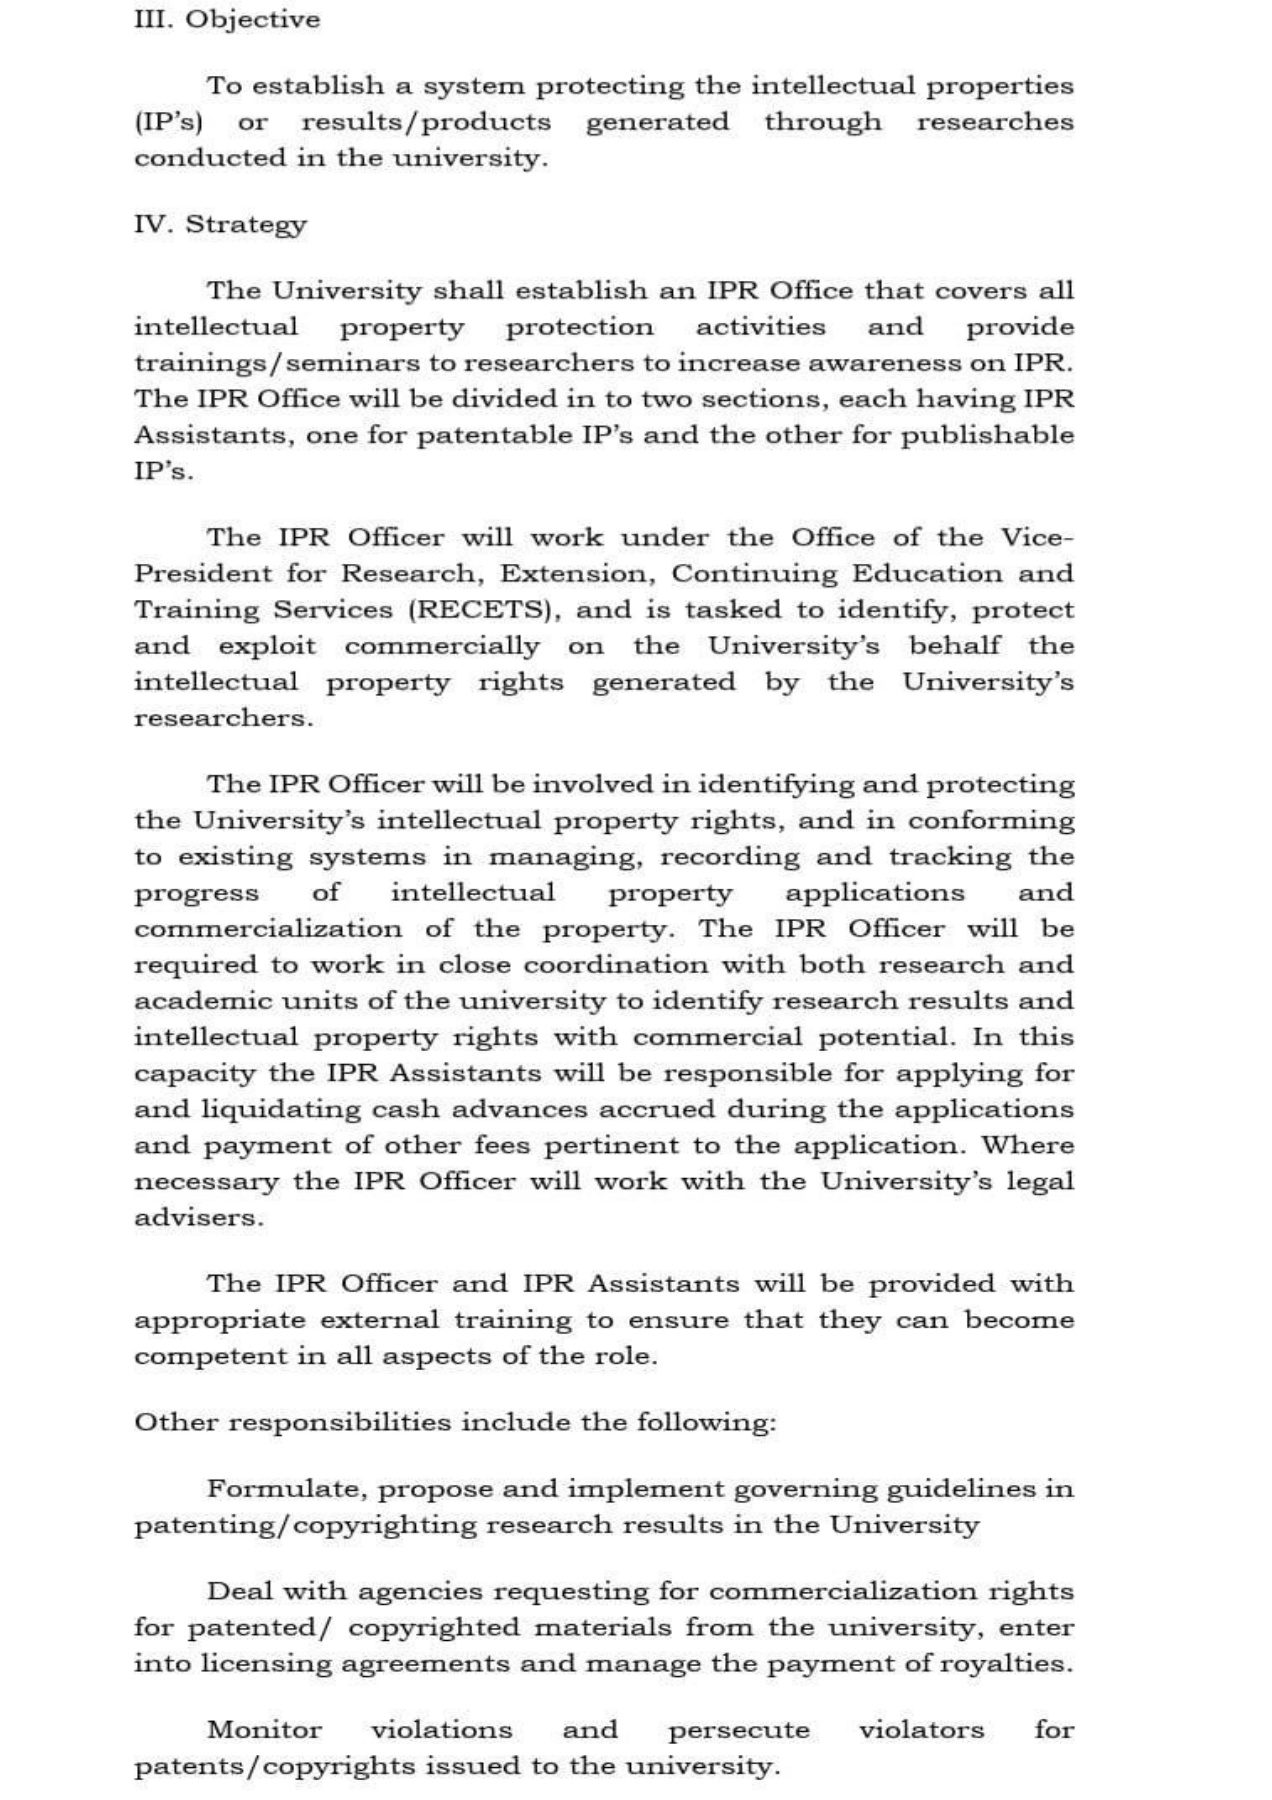 III. Objective
To establish a system protecting the intellectual properties
(IP’s) or results/products generated through researches
conducted in the university.
IV. Strategy
The University shall establish an IPR Office that covers all
intellectual property protection activities and provide
trainings/seminars to researchers to increase awareness on IPR.
The IPR Office will be divided in to two sections, each having IPR
Assistants, one for patentable IP’s and the other for publishable
IP’s.
The IPR Officer will work under the Office of the Vice-
President for Research, Extension, Continuing Education and
Training Services (RECETS), and is tasked to identify, protect
and exploit commercially on the University’s behalf the
intellectual property rights generated by the University’s
researchers.
The IPR Officer will be involved in identifying and protecting
the University’s intellectual property rights, and in conforming
to existing systems in managing, recording and tracking the
progress of intellectual property applications and
commercialization of the property. The IPR Officer will be
required to work in close coordination with both research and
academic units of the university to identify research results and
intellectual property rights with commercial potential. In this
capacity the IPR Assistants will be responsible for applying for
and liquidating cash advances accrued during the applications
and payment of other fees pertinent to the application. Where
necessary the IPR Officer will work with the University’s legal
advisers.
The IPR Officer and IPR Assistants will be provided with
appropriate external training to ensure that they can become
competent in all aspects of the role.
Other responsibilities include the following:
Formulate, propose and implement governing guidelines in
patenting/copyrighting research results in the University
Deal with agencies requesting for commercialization rights
for patented/ copyrighted materials from the university, enter
into licensing agreements and manage the payment of royalties.
Monitor violations and persecute violators for
patents/copyrights issued to the university.